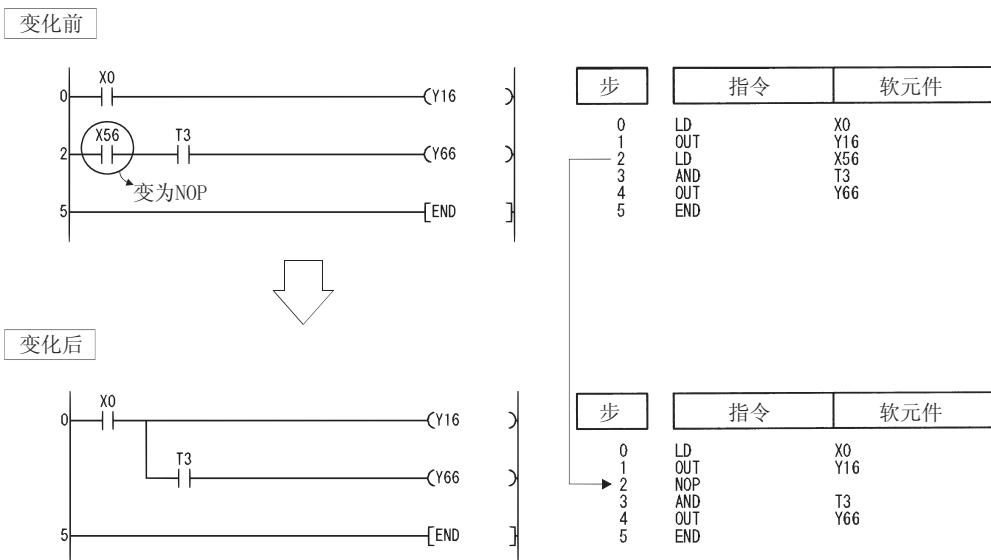 变化前
X0
0 Y16
X56 T3
2 Y66
变为NOP
5 END
步 指令 软元件
0 LD X0
1 OUT Y16
2 LD X56
3 AND T3
4 OUT Y66
5 END
变化后
X0
0 Y16
T3
Y66
5 END
步 指令 软元件
0 LD X0
1 OUT Y16
2 NOP
3 AND T3
4 OUT Y66
5 END